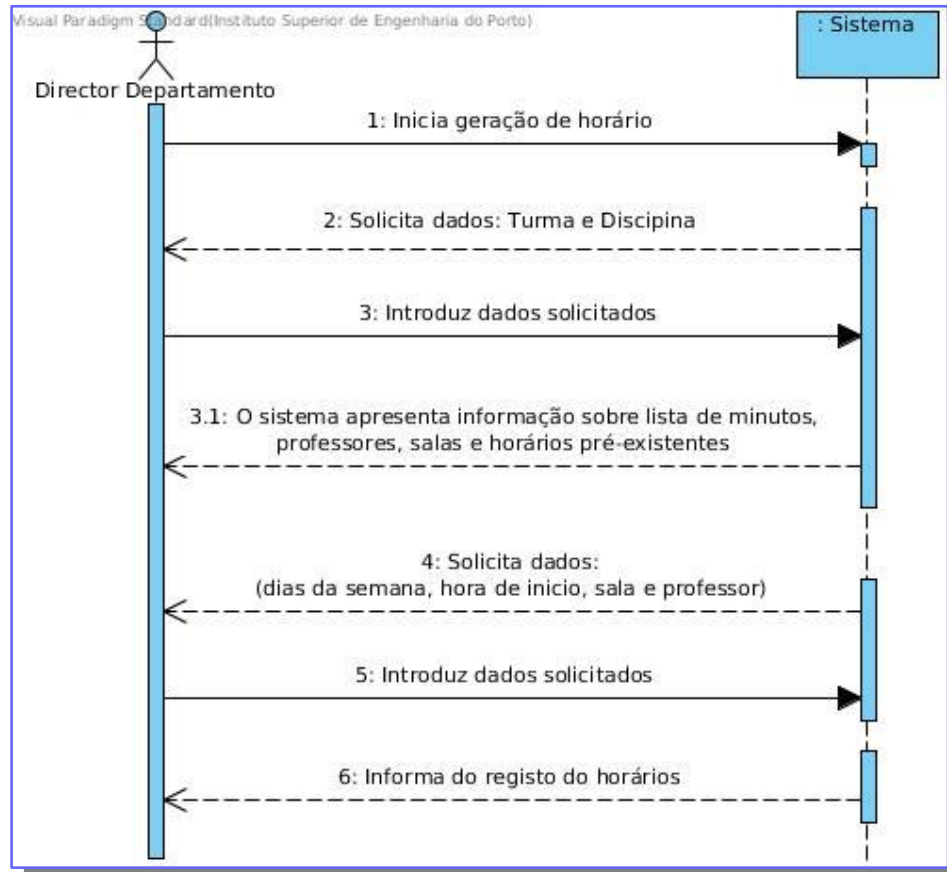 Visual Paradigm Standard(Instituto Superior de Engenharia do Porto)
: Sistema
Director Departamento
1: Inicia geração de horário
2: Solicita dados: Turma e Discipina
3: Introduz dados solicitados
3.1: O sistema apresenta informação sobre lista de minutos,
professores, salas e horários pré-existentes
4: Solicita dados:
(dias da semana, hora de inicio, sala e professor)
5: Introduz dados solicitados
6: Informa do registo do horários